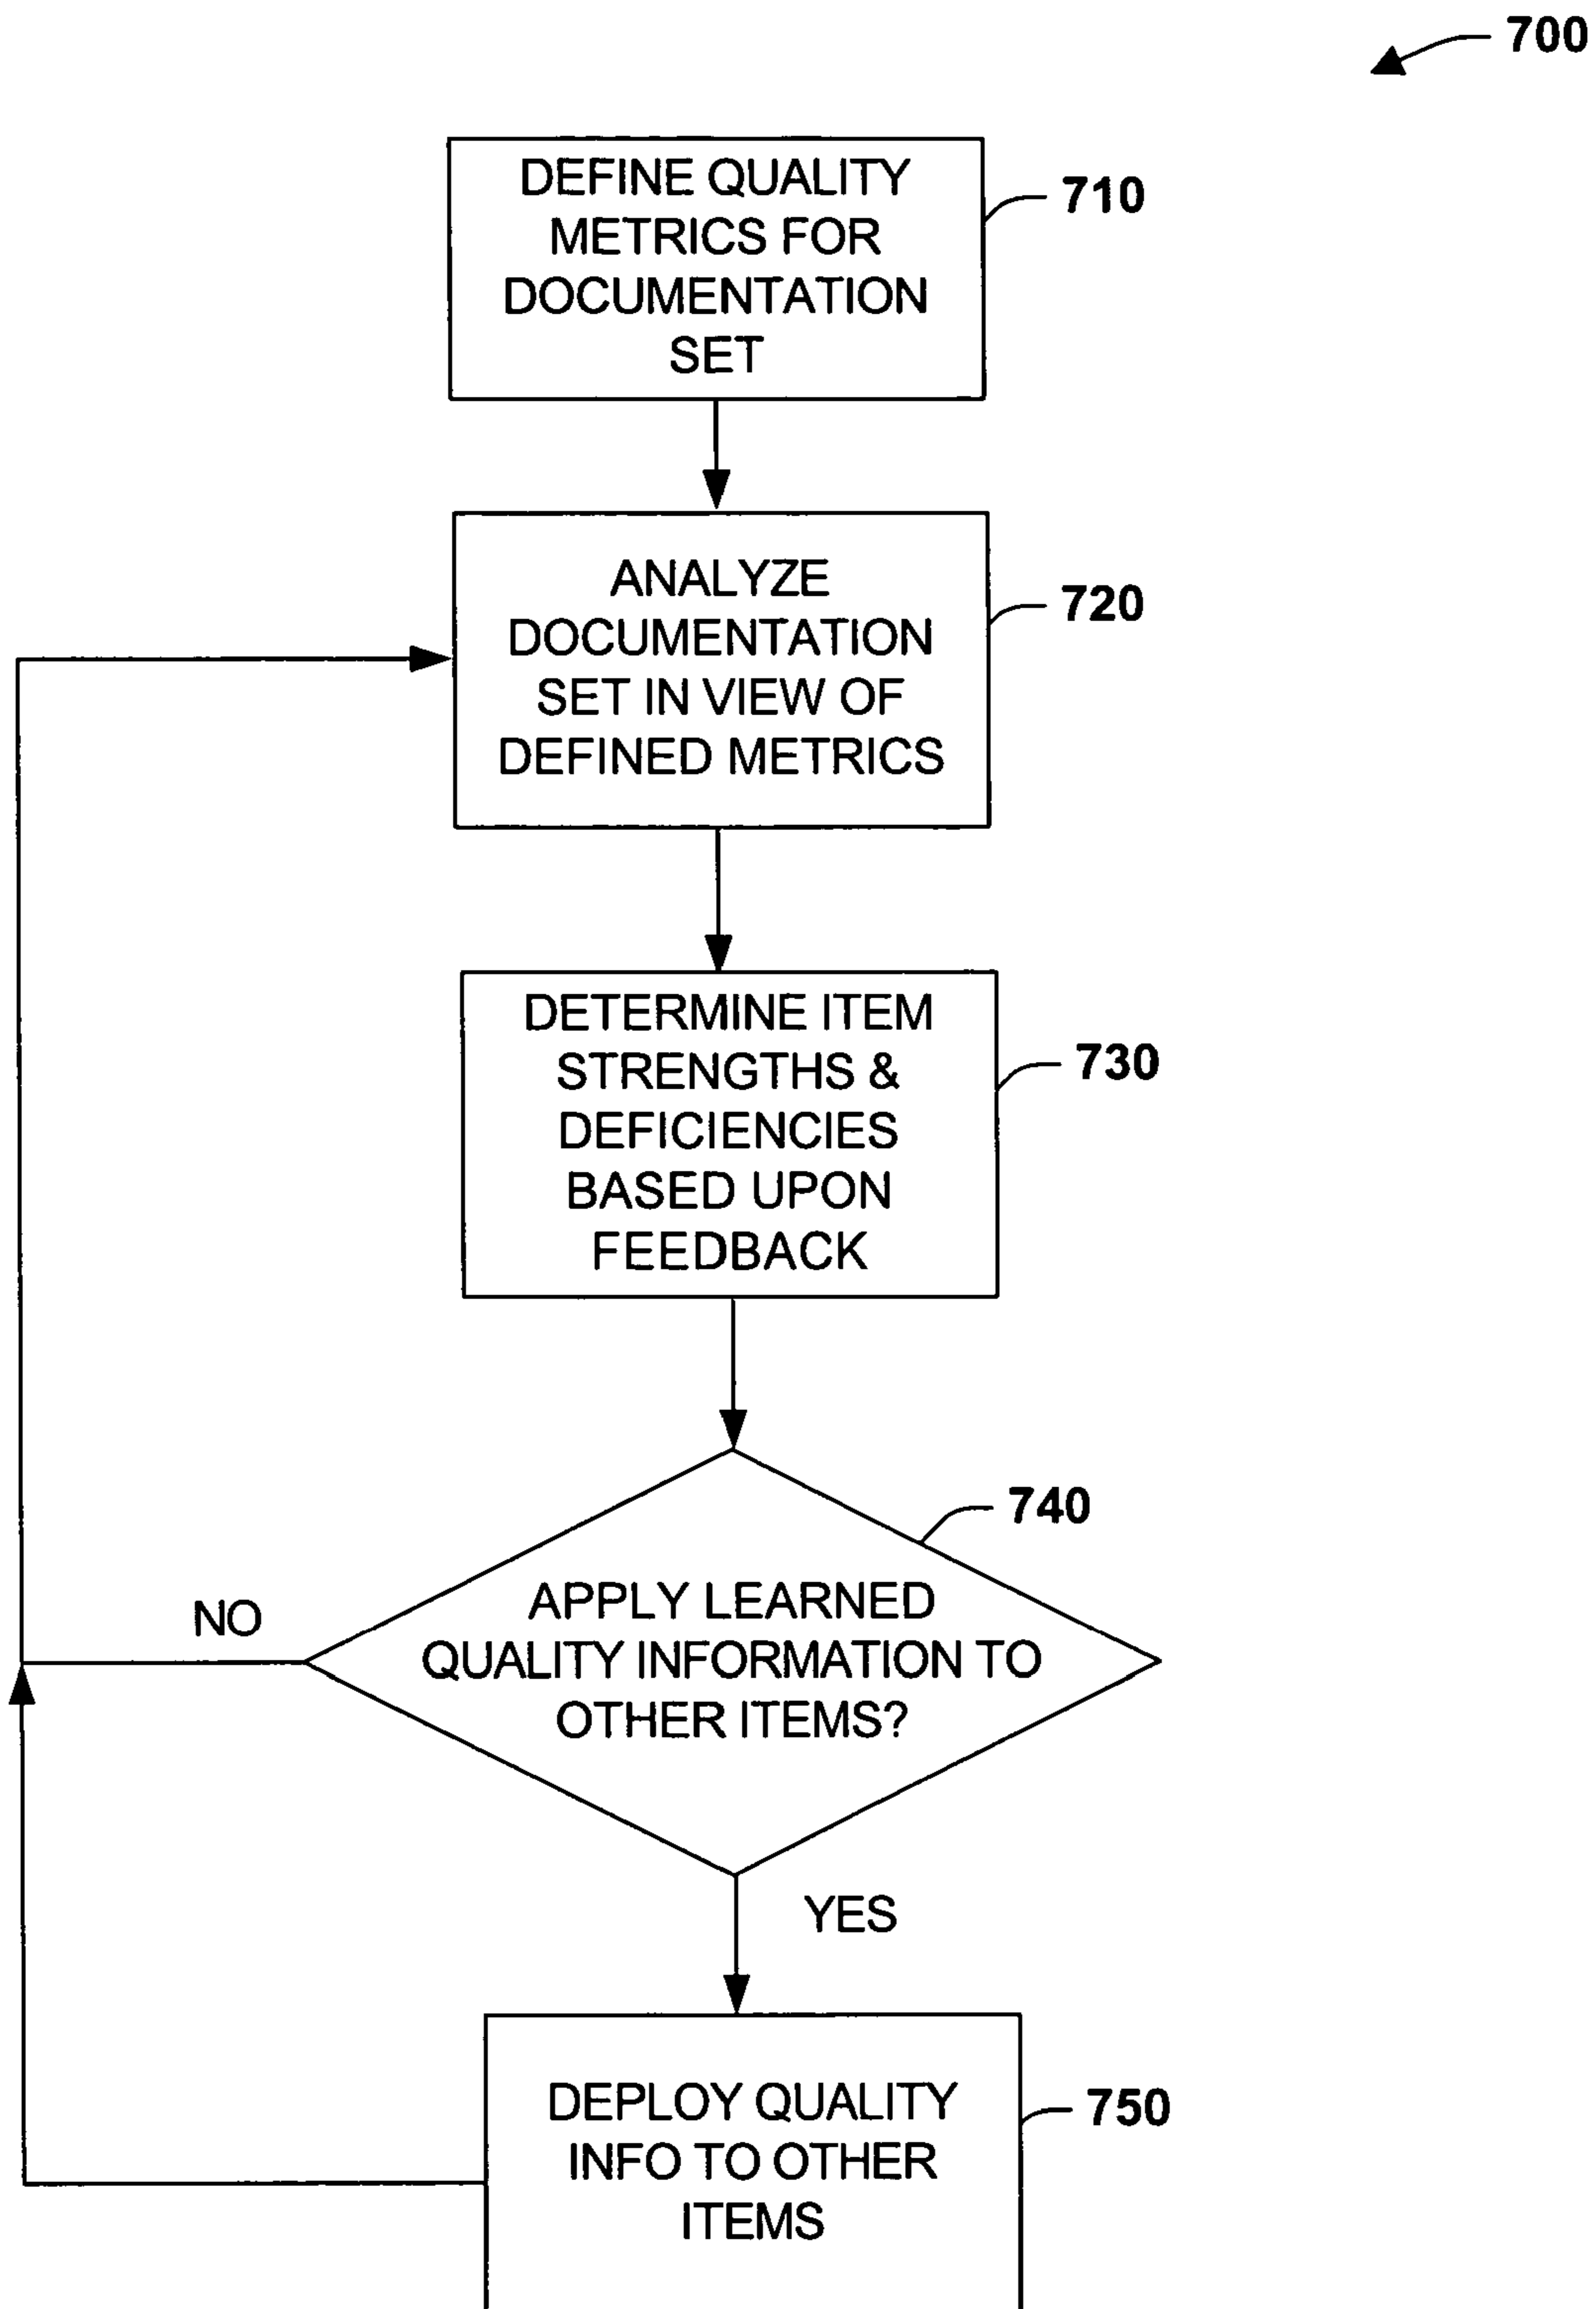 700
DEFINE QUALITY
METRICS FOR
DOCUMENTATION
SET
710
ANALYZE
DOCUMENTATION
SET IN VIEW OF
DEFINED METRICS
720
DETERMINE ITEM
STRENGTHS &
DEFICIENCIES
BASED UPON
FEEDBACK
730
740
APPLY LEARNED
QUALITY INFORMATION TO
OTHER ITEMS?
NO
YES
DEPLOY QUALITY
INFO TO OTHER
ITEMS
750